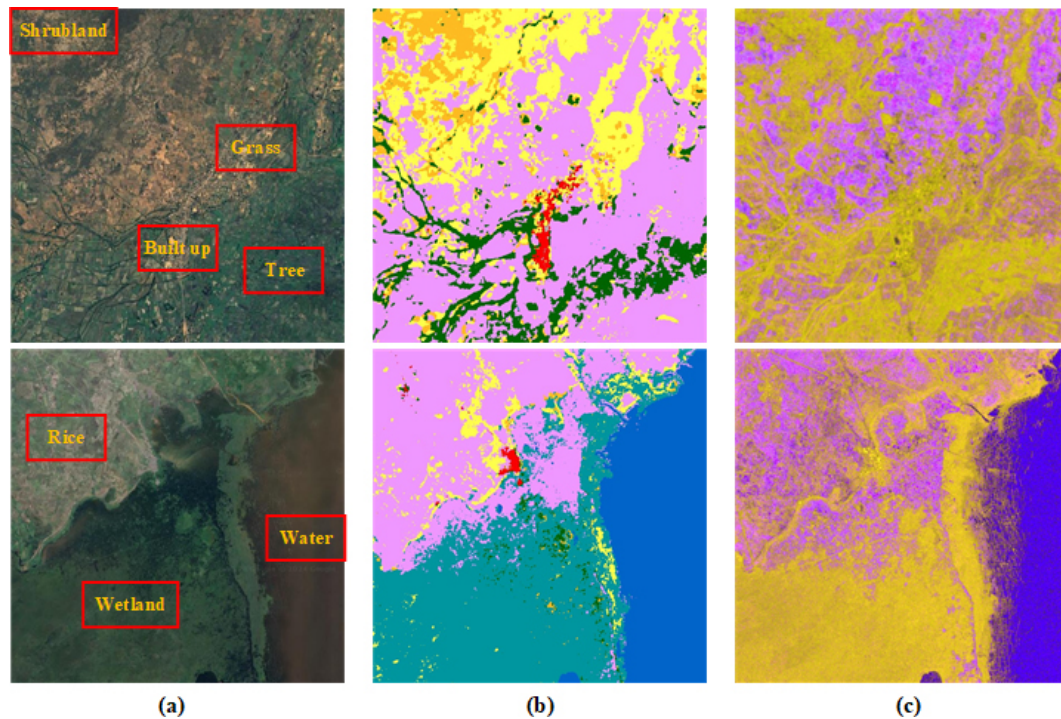 Shrubland
Grass
Built up
Tree
Rice
Water
Wetland
(a)
(b)
(c)